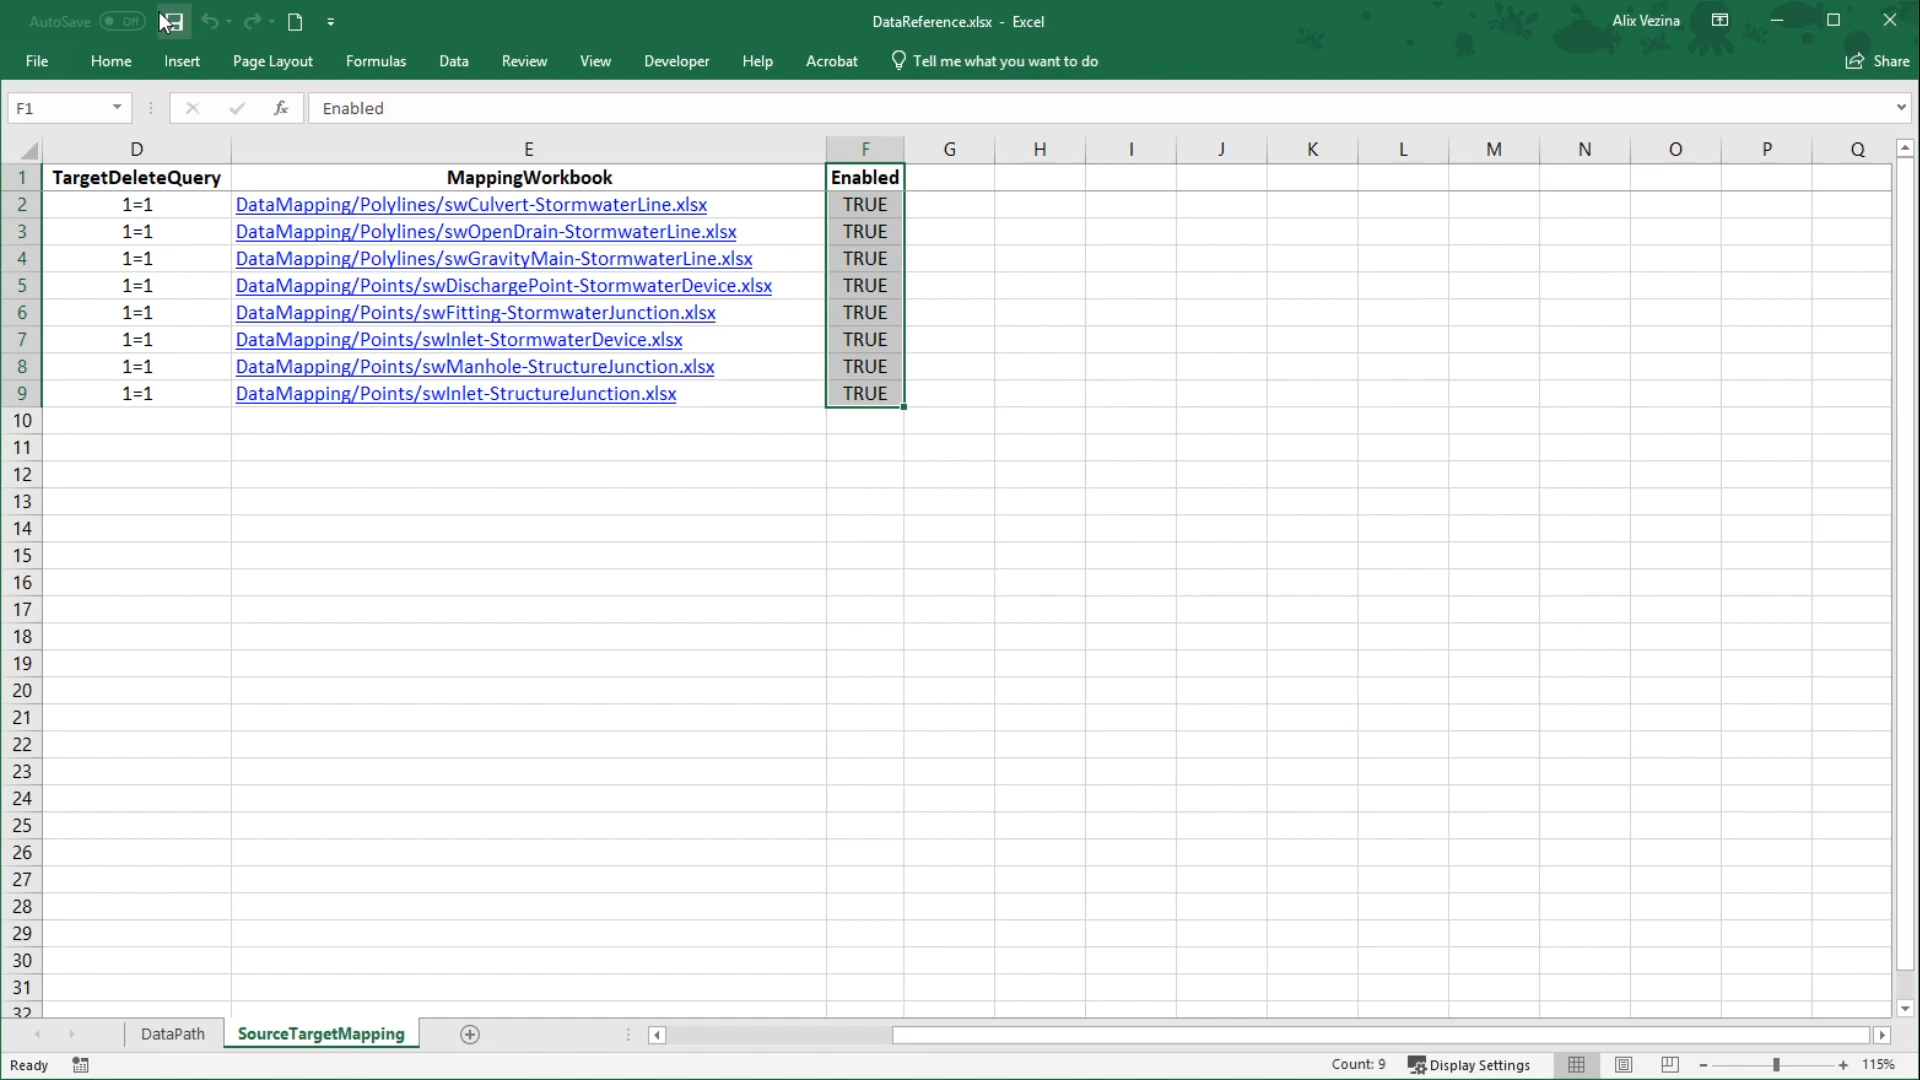 AutoSave Off DataReference.xlsx - Excel Alix Vezina
File Home Insert Page Layout Formulas Data Review View Developer Help Acrobat Tell me what you want to do Share
F1 fx Enabled
D E F G H I J K L M N O P Q
1 TargetDeleteQuery MappingWorkbook Enabled
2 1=1 DataMapping/Polylines/swCulvert-StormwaterLine.xlsx TRUE
3 1=1 DataMapping/Polylines/swOpenDrain-StormwaterLine.xlsx TRUE
4 1=1 DataMapping/Polylines/swGravityMain-StormwaterLine.xlsx TRUE
5 1=1 DataMapping/Points/swDischargePoint-StormwaterDevice.xlsx TRUE
6 1=1 DataMapping/Points/swFitting-StormwaterJunction.xlsx TRUE
7 1=1 DataMapping/Points/swInlet-StormwaterDevice.xlsx TRUE
8 1=1 DataMapping/Points/swManhole-StructureJunction.xlsx TRUE
9 1=1 DataMapping/Points/swInlet-StructureJunction.xlsx TRUE
10
11
12
13
14
15
16
17
18
19
20
21
22
23
24
25
26
27
28
29
30
31
32
DataPath SourceTargetMapping
Ready Count: 9 Display Settings 115%